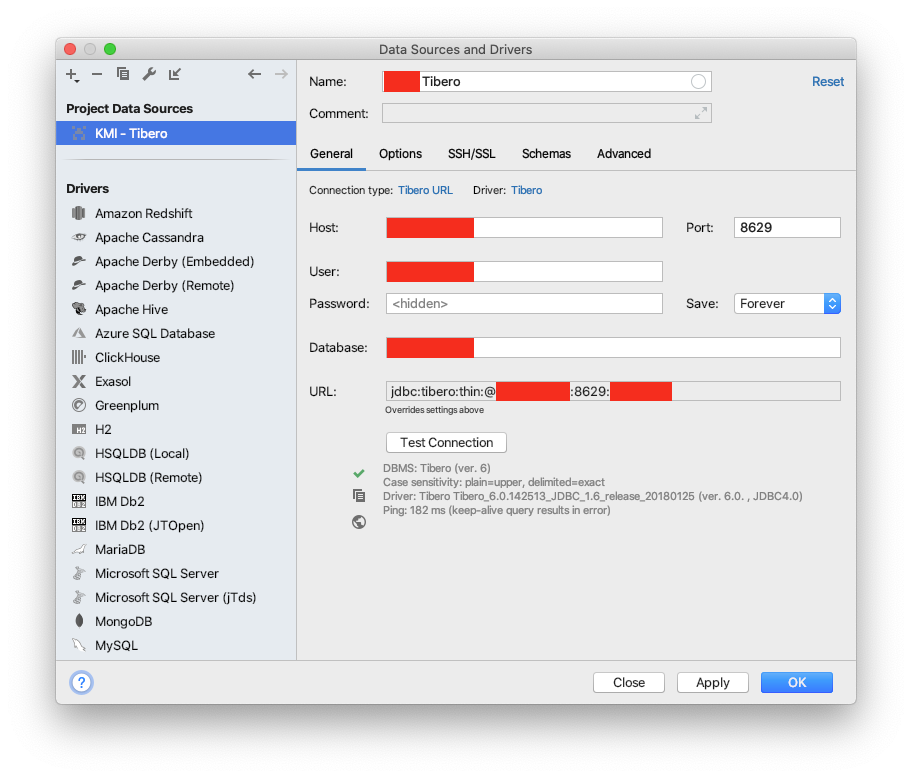 Data Sources and Drivers
Project Data Sources
KMI - Tibero
Drivers
Amazon Redshift
Apache Cassandra
Apache Derby (Embedded)
Apache Derby (Remote)
Apache Hive
Azure SQL Database
ClickHouse
Exasol
Greenplum
H2
HSQLDB (Local)
HSQLDB (Remote)
IBM Db2
IBM Db2 (JTOpen)
MariaDB
Microsoft SQL Server
Microsoft SQL Server (jTds)
MongoDB
MySQL
Name: Tibero Reset
Comment:
General Options SSH/SSL Schemas Advanced
Connection type: Tibero URL Driver: Tibero
Host: Port: 8629
User:
Password: <hidden> Save: Forever
Database:
URL: jdbc:tibero:thin:@ :8629:
Overrides settings above
Test Connection
DBMS: Tibero (ver. 6)
Case sensitivity: plain=upper, delimited=exact
Driver: Tibero Tibero_6.0.142513_JDBC_1.6_release_20180125 (ver. 6.0. , JDBC4.0)
Ping: 182 ms (keep-alive query results in error)
? Close Apply OK